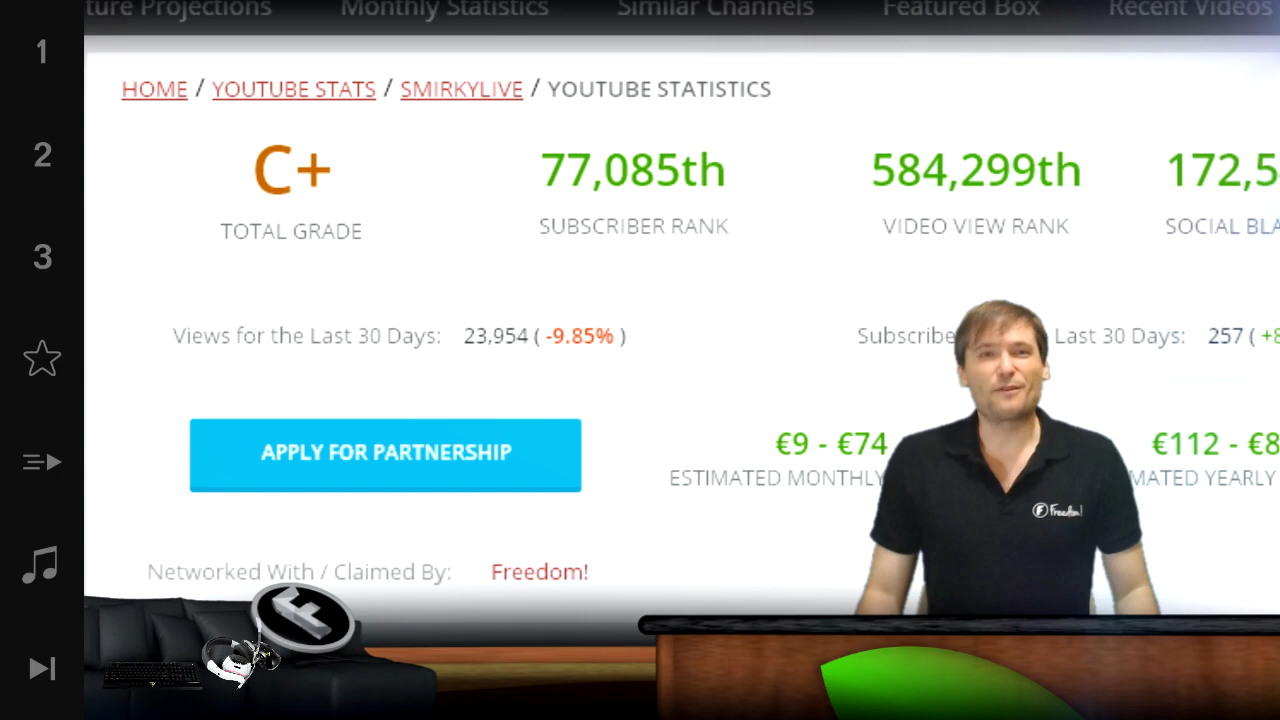 ture Projections Monthly Statistics Similar Channels Featured Box Recent Videos
1
HOME / YOUTUBE STATS / SMIRKYLIVE / YOUTUBE STATISTICS
2
C+ 77,085th 584,299th 172,5
TOTAL GRADE SUBSCRIBER RANK VIDEO VIEW RANK SOCIAL BLA
3
Views for the Last 30 Days: 23,954 ( -9.85% ) Subscribe Last 30 Days: 257 ( +8
APPLY FOR PARTNERSHIP €9 - €74 €112 - €8
ESTIMATED MONTHLY MATED YEARLY
Freedom!
Networked With / Claimed By: Freedom!
F